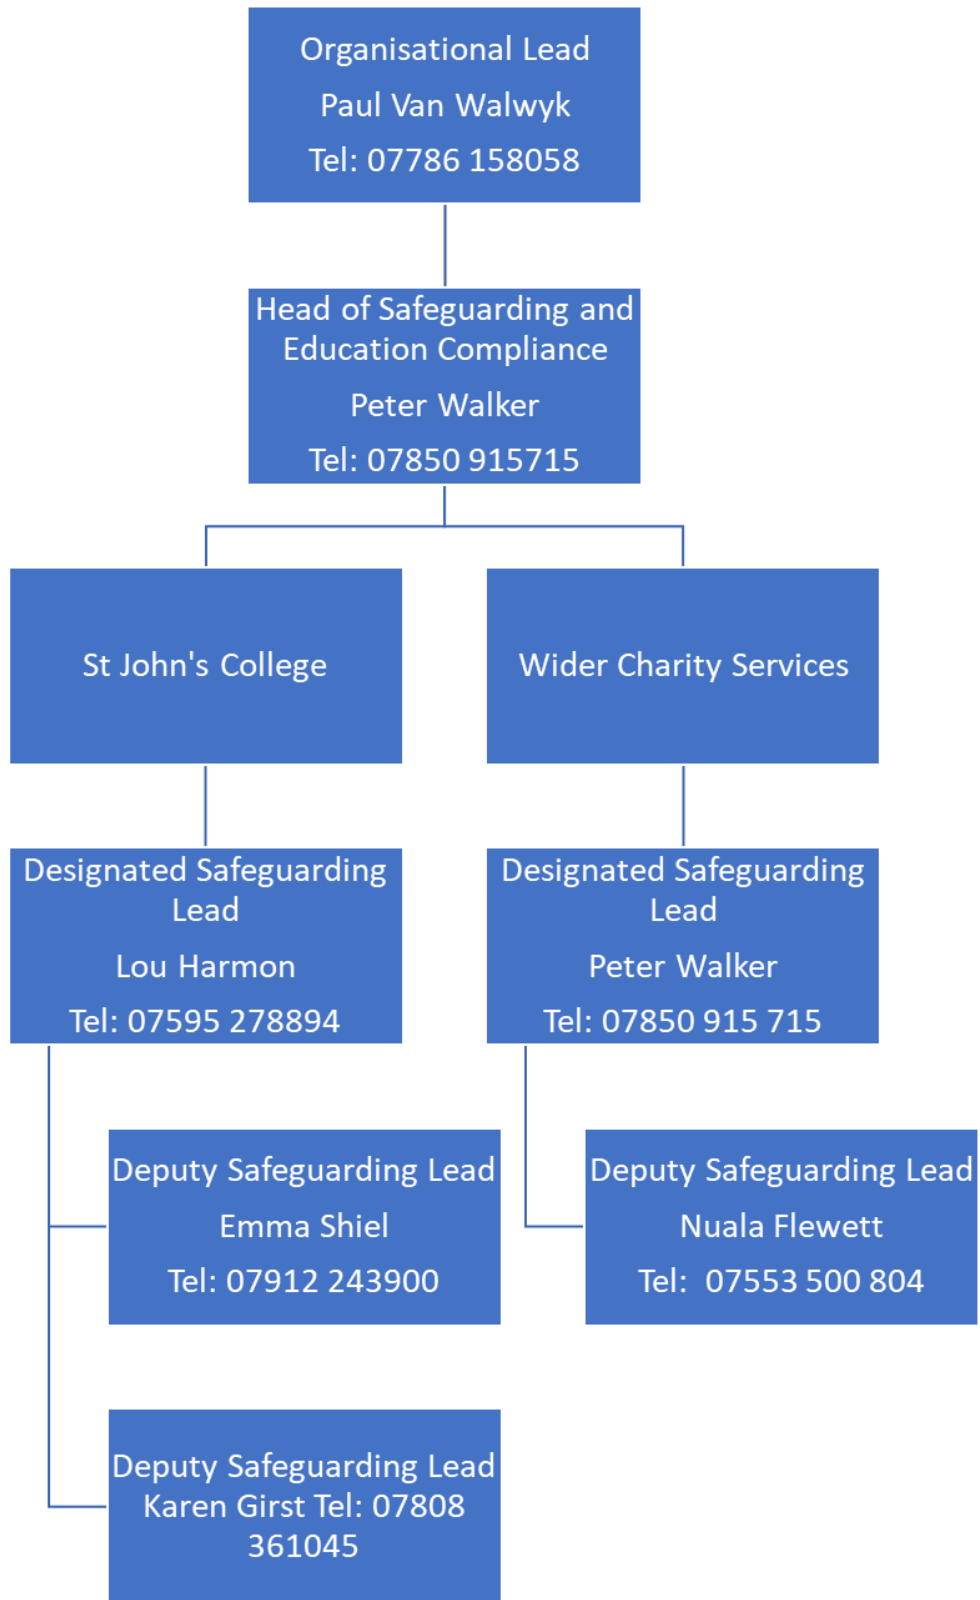 Organisational Lead
Paul Van Walwyk
Tel: 07786 158058
Head of Safeguarding and
Education Compliance
Peter Walker
Tel: 07850 915715
St John's College
Wider Charity Services
Designated Safeguarding
Lead
Lou Harmon
Tel: 07595 278894
Designated Safeguarding
Lead
Peter Walker
Tel: 07850 915 715
Deputy Safeguarding Lead
Emma Shiel
Tel: 07912 243900
Deputy Safeguarding Lead
Nuala Flewett
Tel:  07553 500 804
Deputy Safeguarding Lead
Karen Girst Tel: 07808
361045